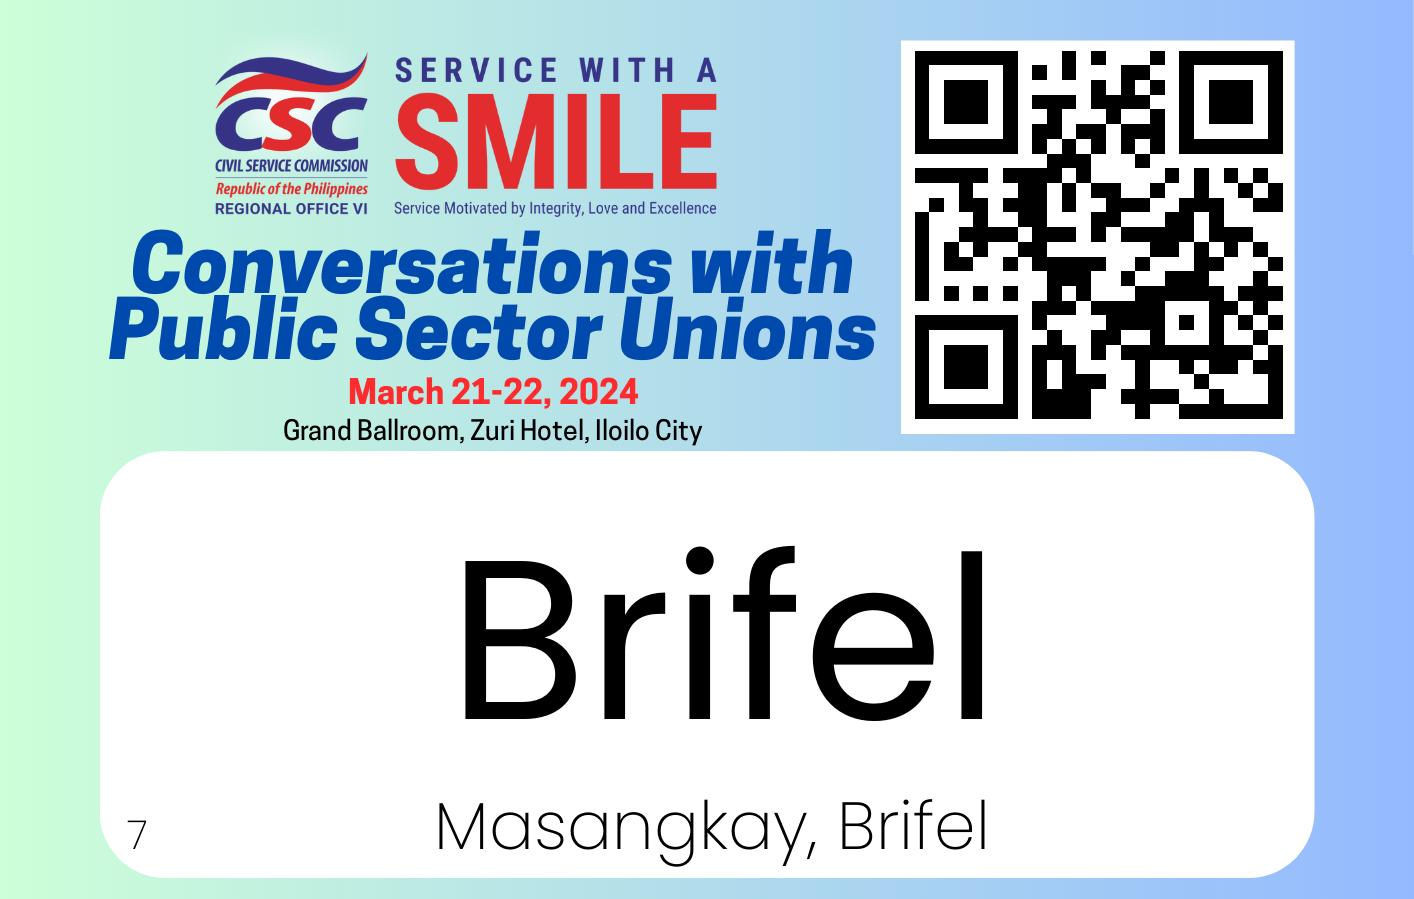 CSC
CIVIL SERVICE COMMISSION
Republic of the Philippines
REGIONAL OFFICE VI
SERVICE WITH A
SMILE
Service Motivated by Integrity, Love and Excellence
Conversations with
Public Sector Unions
March 21-22, 2024
Grand Ballroom, Zuri Hotel, Iloilo City
Brifel
7
Masangkay, Brifel